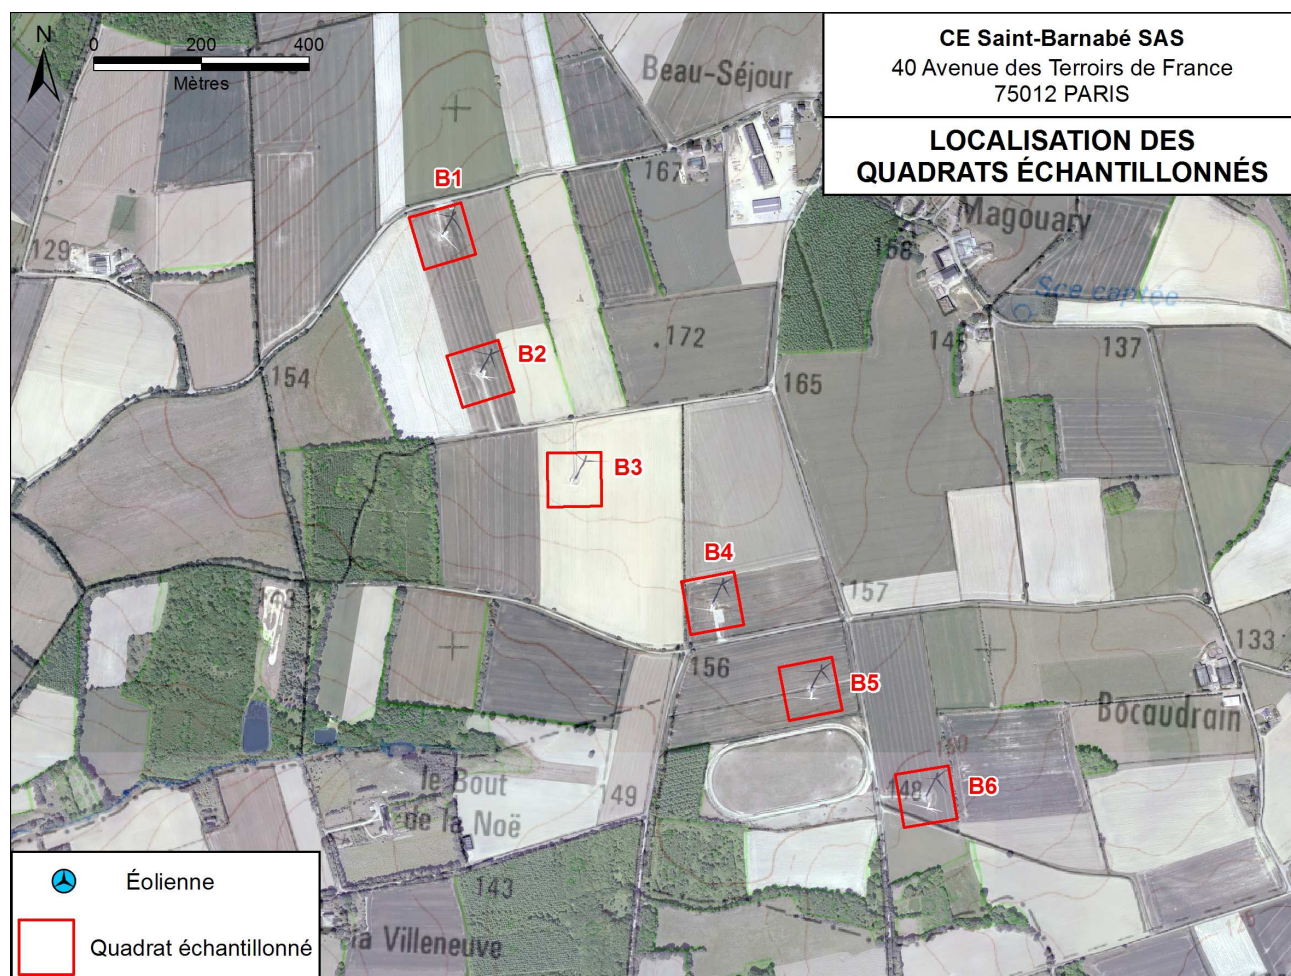 N
0 200 400
Mètres
CE Saint-Barnabé SAS
40 Avenue des Terroirs de France
75012 PARIS
LOCALISATION DES
QUADRATS ÉCHANTILLONNÉS
Beau-Séjour
167
B1
Magouary
168
129
Sce captée
172
B2
137
154
165
B3
B4
157
133
156
B5
Bocaudrain
160
le Bout
149
148
B6
de la Noë
143
la Villeneuve
Éolienne
Quadrat échantillonné